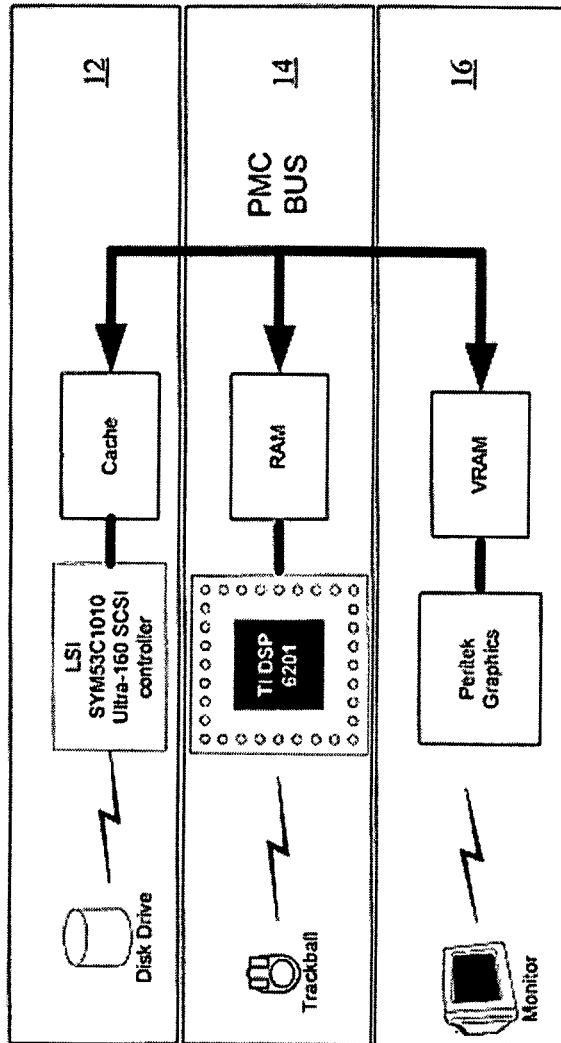 12
Cache
LSI
SYM53C1010
Ultra-160 SCSI
controller
Disk Drive
14
PMC
BUS
RAM
TI DSP
6201
Trackball
16
VRAM
Peritek
Graphics
Monitor